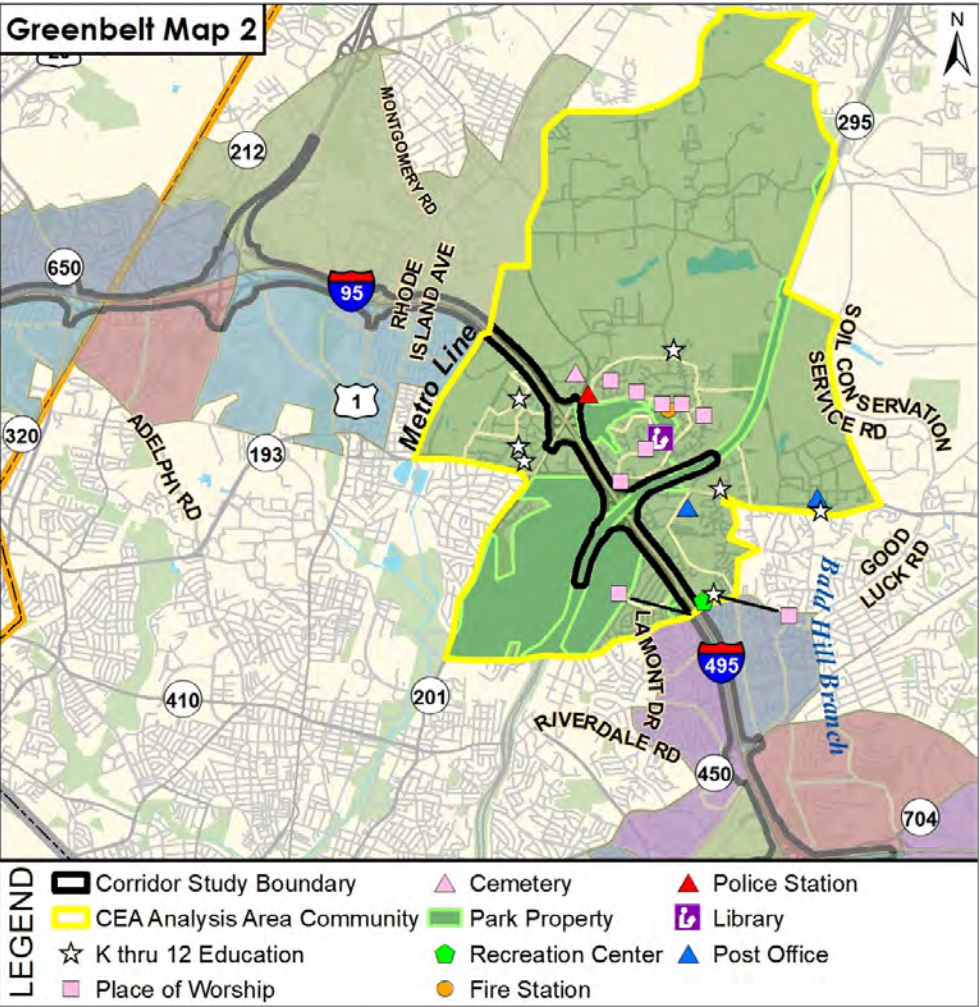 Greenbelt Map 2
N
MONTGOMERY RD
295
212
650
95
RHODE
ISLAND AVE
Metro Line
SOIL CONSERVATION
SERVICE RD
1
320
193
ADELPHI RD
GOOD
LUCK RD
Bald Hill Branch
LAMONT DR
495
410
201
RIVERDALE RD
450
704
LEGEND
Corridor Study Boundary
Cemetery
Police Station
CEA Analysis Area Community
Park Property
Library
K thru 12 Education
Recreation Center
Post Office
Place of Worship
Fire Station